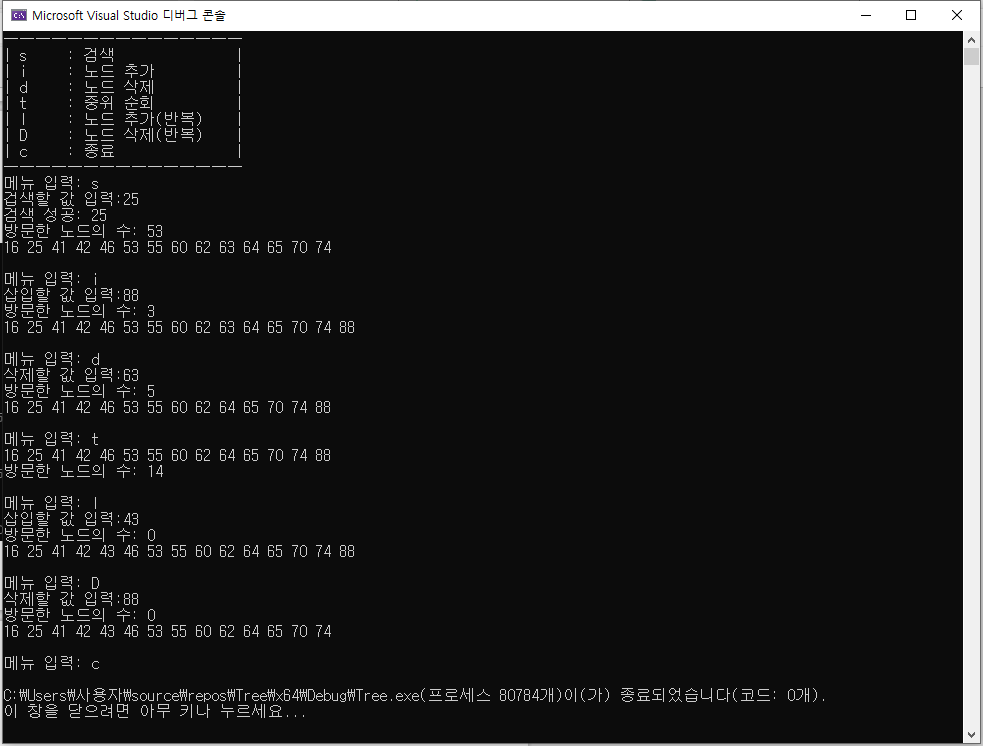 Microsoft Visual Studio 디버그 콘솔
----------------
| s : 검색 |
| i : 노드 추가 |
| d : 노드 삭제 |
| t : 중위 순회 |
| I : 노드 추가(반복) |
| D : 노드 삭제(반복) |
| c : 종료 |
----------------
메뉴 입력: s
겁색할 값 입력:25
검색 성공: 25
방문한 노드의 수: 53
16 25 41 42 46 53 55 60 62 63 64 65 70 74
메뉴 입력: i
삽입할 값 입력:88
방문한 노드의 수: 3
16 25 41 42 46 53 55 60 62 63 64 65 70 74 88
메뉴 입력: d
삭제할 값 입력:63
방문한 노드의 수: 5
16 25 41 42 46 53 55 60 62 64 65 70 74 88
메뉴 입력: t
16 25 41 42 46 53 55 60 62 64 65 70 74 88
방문한 노드의 수: 14
메뉴 입력: I
삽입할 값 입력:43
방문한 노드의 수: 0
16 25 41 42 43 46 53 55 60 62 64 65 70 74 88
메뉴 입력: D
삭제할 값 입력:88
방문한 노드의 수: 0
16 25 41 42 43 46 53 55 60 62 64 65 70 74
메뉴 입력: c
C:₩Users₩사용자₩source₩repos₩Tree₩x64₩Debug₩Tree.exe(프로세스 80784개)이(가) 종료되었습니다(코드: 0개).
이 창을 닫으려면 아무 키나 누르세요...